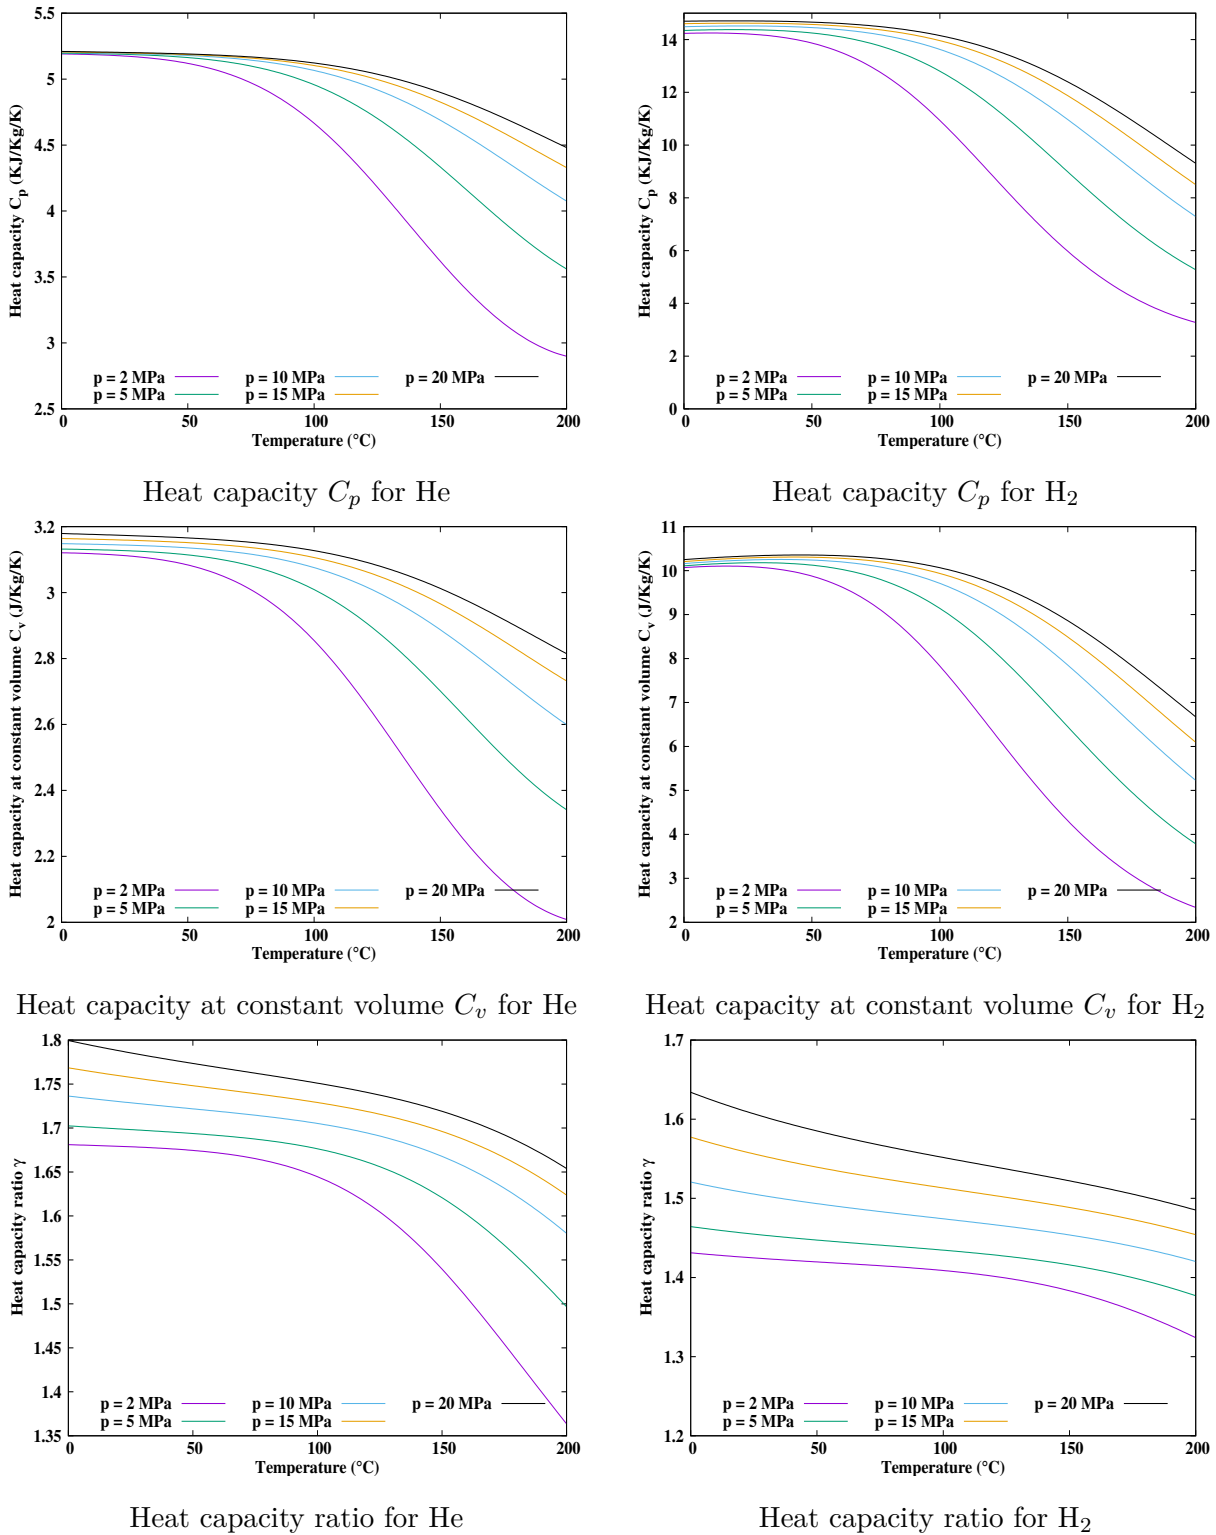 5.5
5
4.5
4
3.5
3
2.5
Heat capacity Cp (KJ/Kg/K)
p = 2 MPa p = 10 MPa p = 20 MPa
p = 5 MPa p = 15 MPa
0 50 100 150 200
Temperature (°C)
Heat capacity Cp for He
14
12
10
8
6
4
2
0
Heat capacity Cp (KJ/Kg/K)
p = 2 MPa p = 10 MPa p = 20 MPa
p = 5 MPa p = 15 MPa
0 50 100 150 200
Temperature (°C)
Heat capacity Cp for H2
3.2
3
2.8
2.6
2.4
2.2
2
Heat capacity at constant volume Cv (J/Kg/K)
p = 2 MPa p = 10 MPa p = 20 MPa
p = 5 MPa p = 15 MPa
0 50 100 150 200
Temperature (°C)
Heat capacity at constant volume Cv for He
11
10
9
8
7
6
5
4
3
2
Heat capacity at constant volume Cv (J/Kg/K)
p = 2 MPa p = 10 MPa p = 20 MPa
p = 5 MPa p = 15 MPa
0 50 100 150 200
Temperature (°C)
Heat capacity at constant volume Cv for H2
1.8
1.75
1.7
1.65
1.6
1.55
1.5
1.45
1.4
1.35
Heat capacity ratio γ
p = 2 MPa p = 10 MPa p = 20 MPa
p = 5 MPa p = 15 MPa
0 50 100 150 200
Temperature (°C)
Heat capacity ratio for He
1.7
1.6
1.5
1.4
1.3
1.2
Heat capacity ratio γ
p = 2 MPa p = 10 MPa p = 20 MPa
p = 5 MPa p = 15 MPa
0 50 100 150 200
Temperature (°C)
Heat capacity ratio for H2